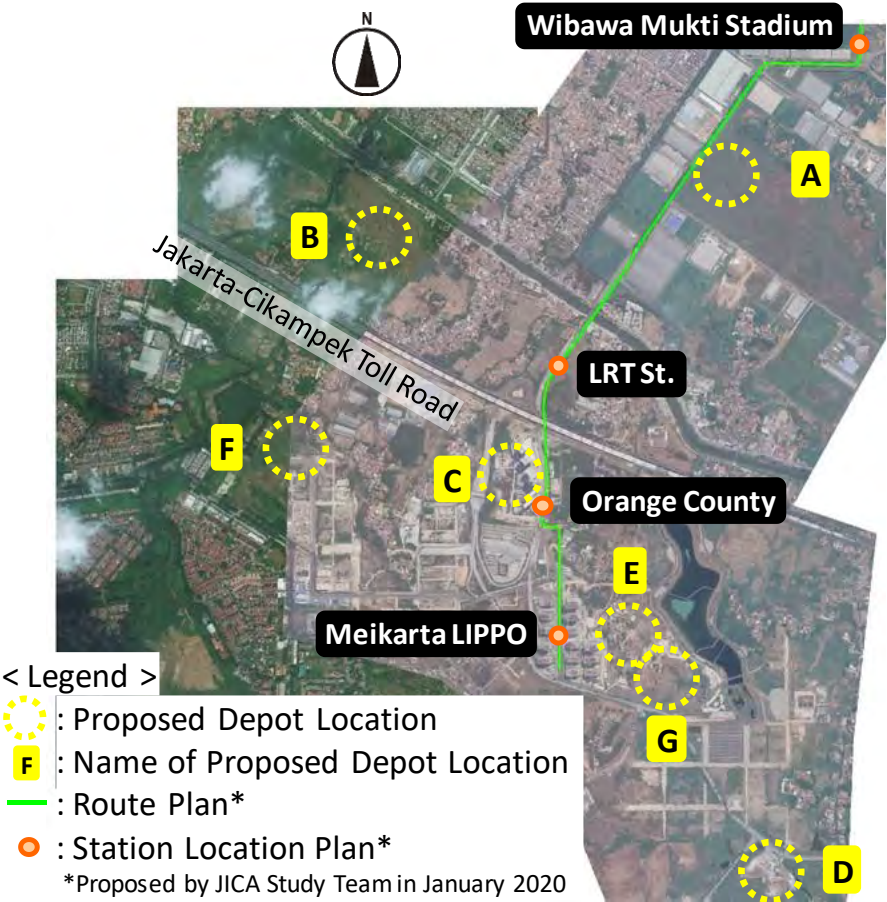 N
Wibawa Mukti Stadium
A
B
Jakarta-Cikampek Toll Road
LRT St.
F
C
Orange County
E
Meikarta LIPPO
G
D
< Legend >
: Proposed Depot Location
F : Name of Proposed Depot Location
: Route Plan*
: Station Location Plan*
*Proposed by JICA Study Team in January 2020